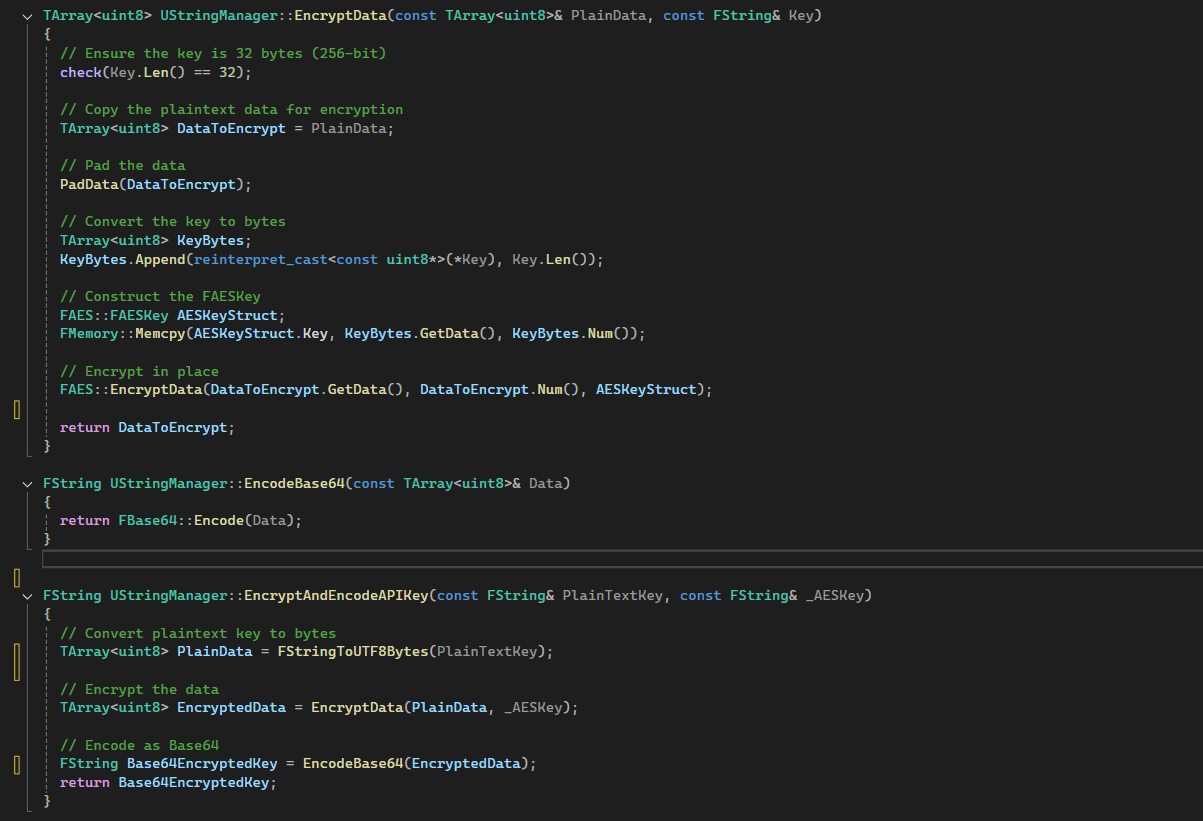 TArray<uint8> UStringManager::EncryptData(const TArray<uint8>& PlainData, const FString& Key)
{
// Ensure the key is 32 bytes (256-bit)
check(Key.Len() == 32);
// Copy the plaintext data for encryption
TArray<uint8> DataToEncrypt = PlainData;
// Pad the data
PadData(DataToEncrypt);
// Convert the key to bytes
TArray<uint8> KeyBytes;
KeyBytes.Append(reinterpret_cast<const uint8*>(*Key), Key.Len());
// Construct the FAESKey
FAES::FAESKey AESKeyStruct;
FMemory::Memcpy(AESKeyStruct.Key, KeyBytes.GetData(), KeyBytes.Num());
// Encrypt in place
FAES::EncryptData(DataToEncrypt.GetData(), DataToEncrypt.Num(), AESKeyStruct);
return DataToEncrypt;
}
FString UStringManager::EncodeBase64(const TArray<uint8>& Data)
{
return FBase64::Encode(Data);
}
FString UStringManager::EncryptAndEncodeAPIKey(const FString& PlainTextKey, const FString& _AESKey)
{
// Convert plaintext key to bytes
TArray<uint8> PlainData = FStringToUTF8Bytes(PlainTextKey);
// Encrypt the data
TArray<uint8> EncryptedData = EncryptData(PlainData, _AESKey);
// Encode as Base64
FString Base64EncryptedKey = EncodeBase64(EncryptedData);
return Base64EncryptedKey;
}